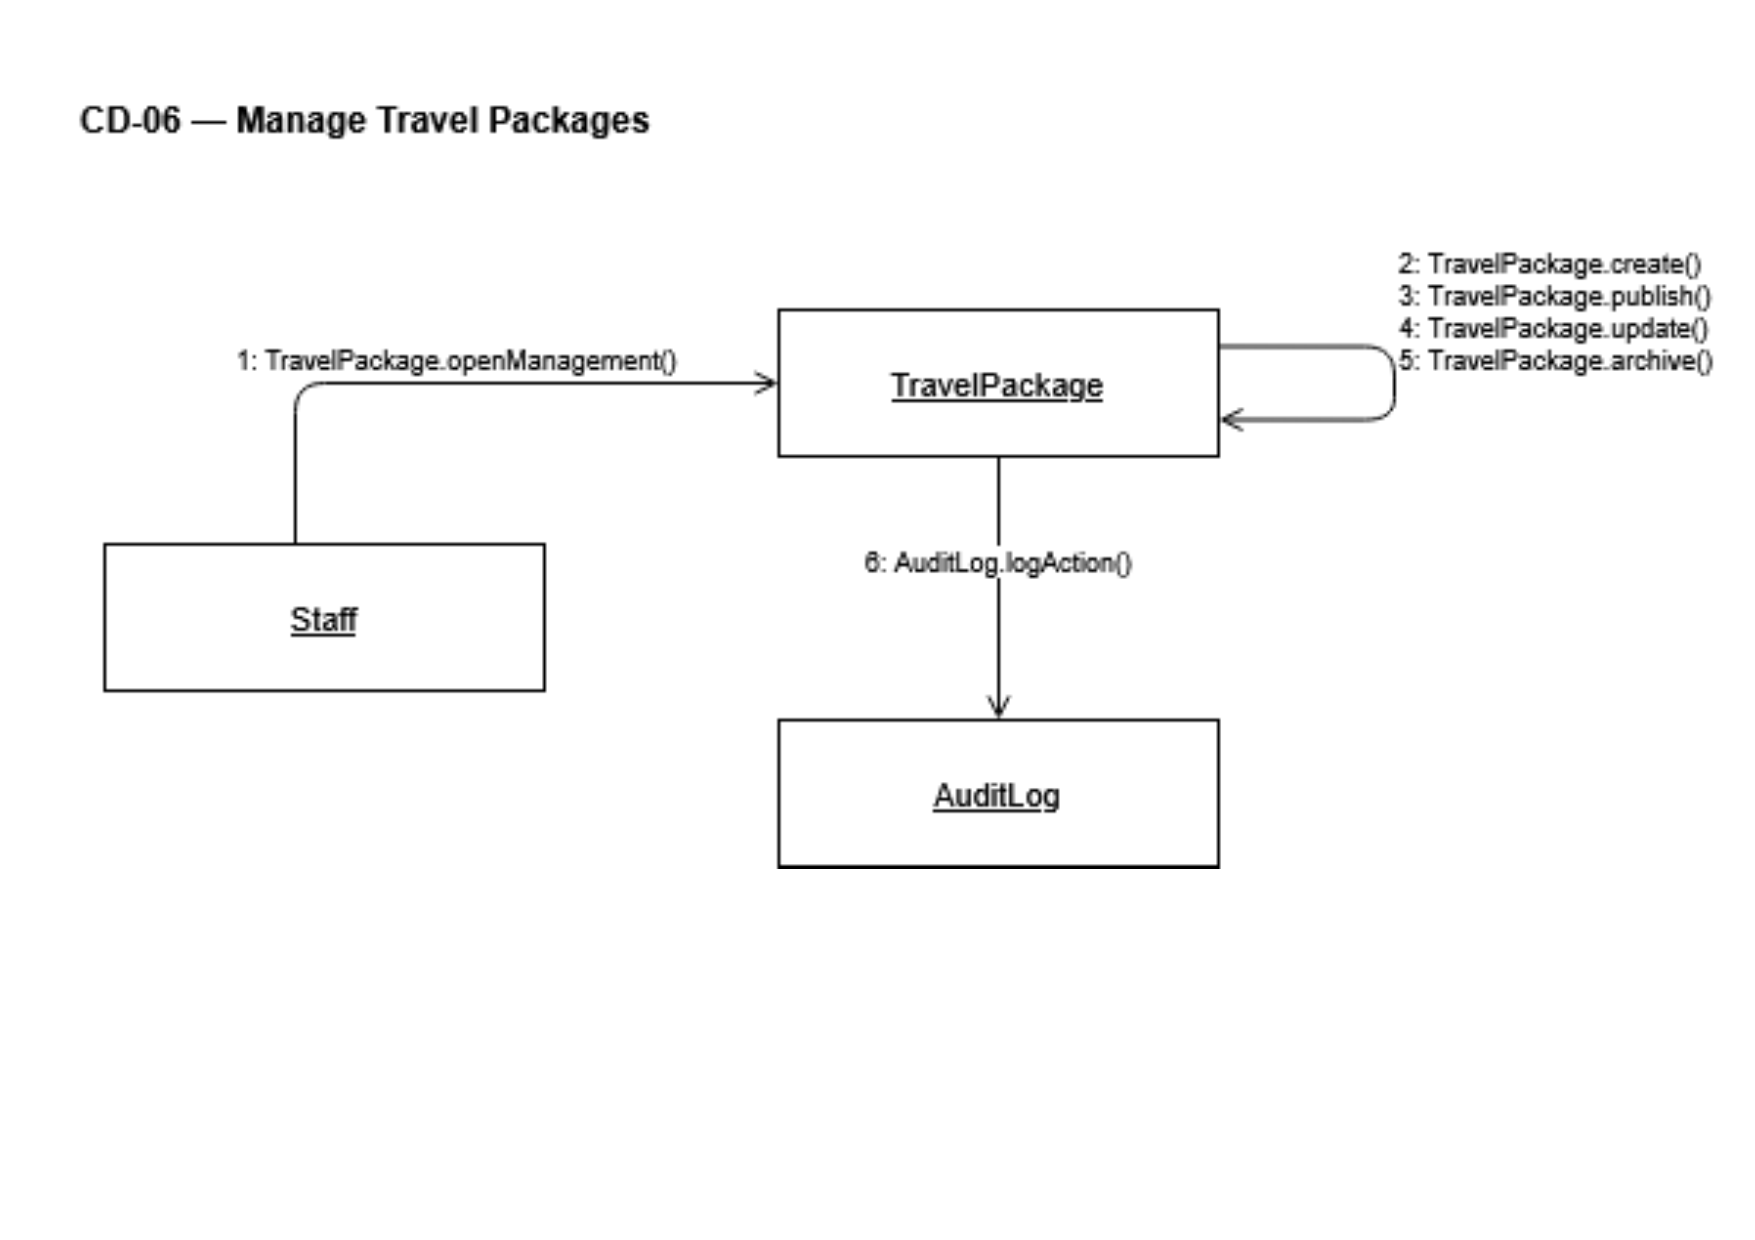 CD-06 — Manage Travel Packages
2: TravelPackage.create()
3: TravelPackage.publish()
4: TravelPackage.update()
5: TravelPackage.archive()
1: TravelPackage.openManagement()
TravelPackage
6: AuditLog.logAction()
Staff
AuditLog